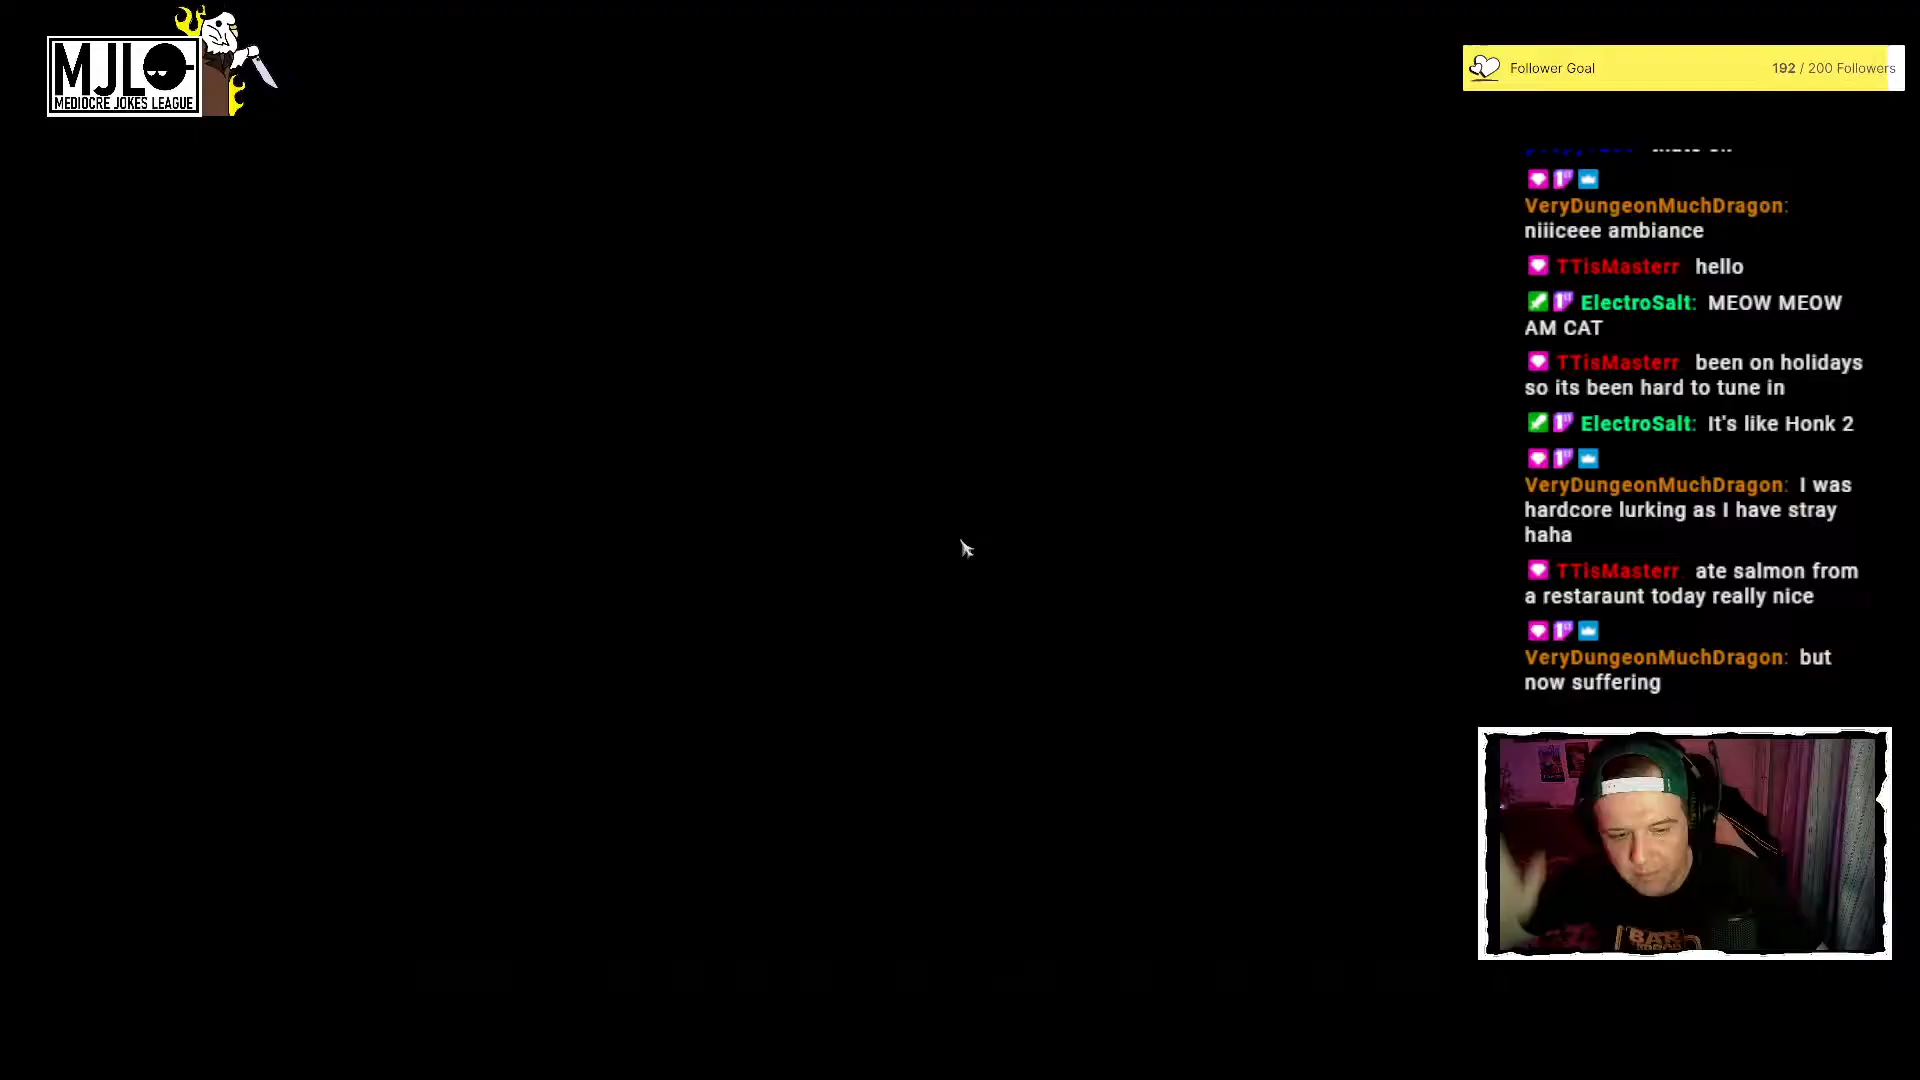 MJLO
MEDIOCRE JOKES LEAGUE
Follower Goal
192 / 200 Followers
VeryDungeonMuchDragon:
niiiceee ambiance
TTisMasterr hello
ElectroSalt: MEOW MEOW
AM CAT
TTisMasterr been on holidays
so its been hard to tune in
ElectroSalt: It's like Honk 2
VeryDungeonMuchDragon: I was
hardcore lurking as I have stray
haha
TTisMasterr ate salmon from
a restaraunt today really nice
VeryDungeonMuchDragon: but
now suffering
BAR